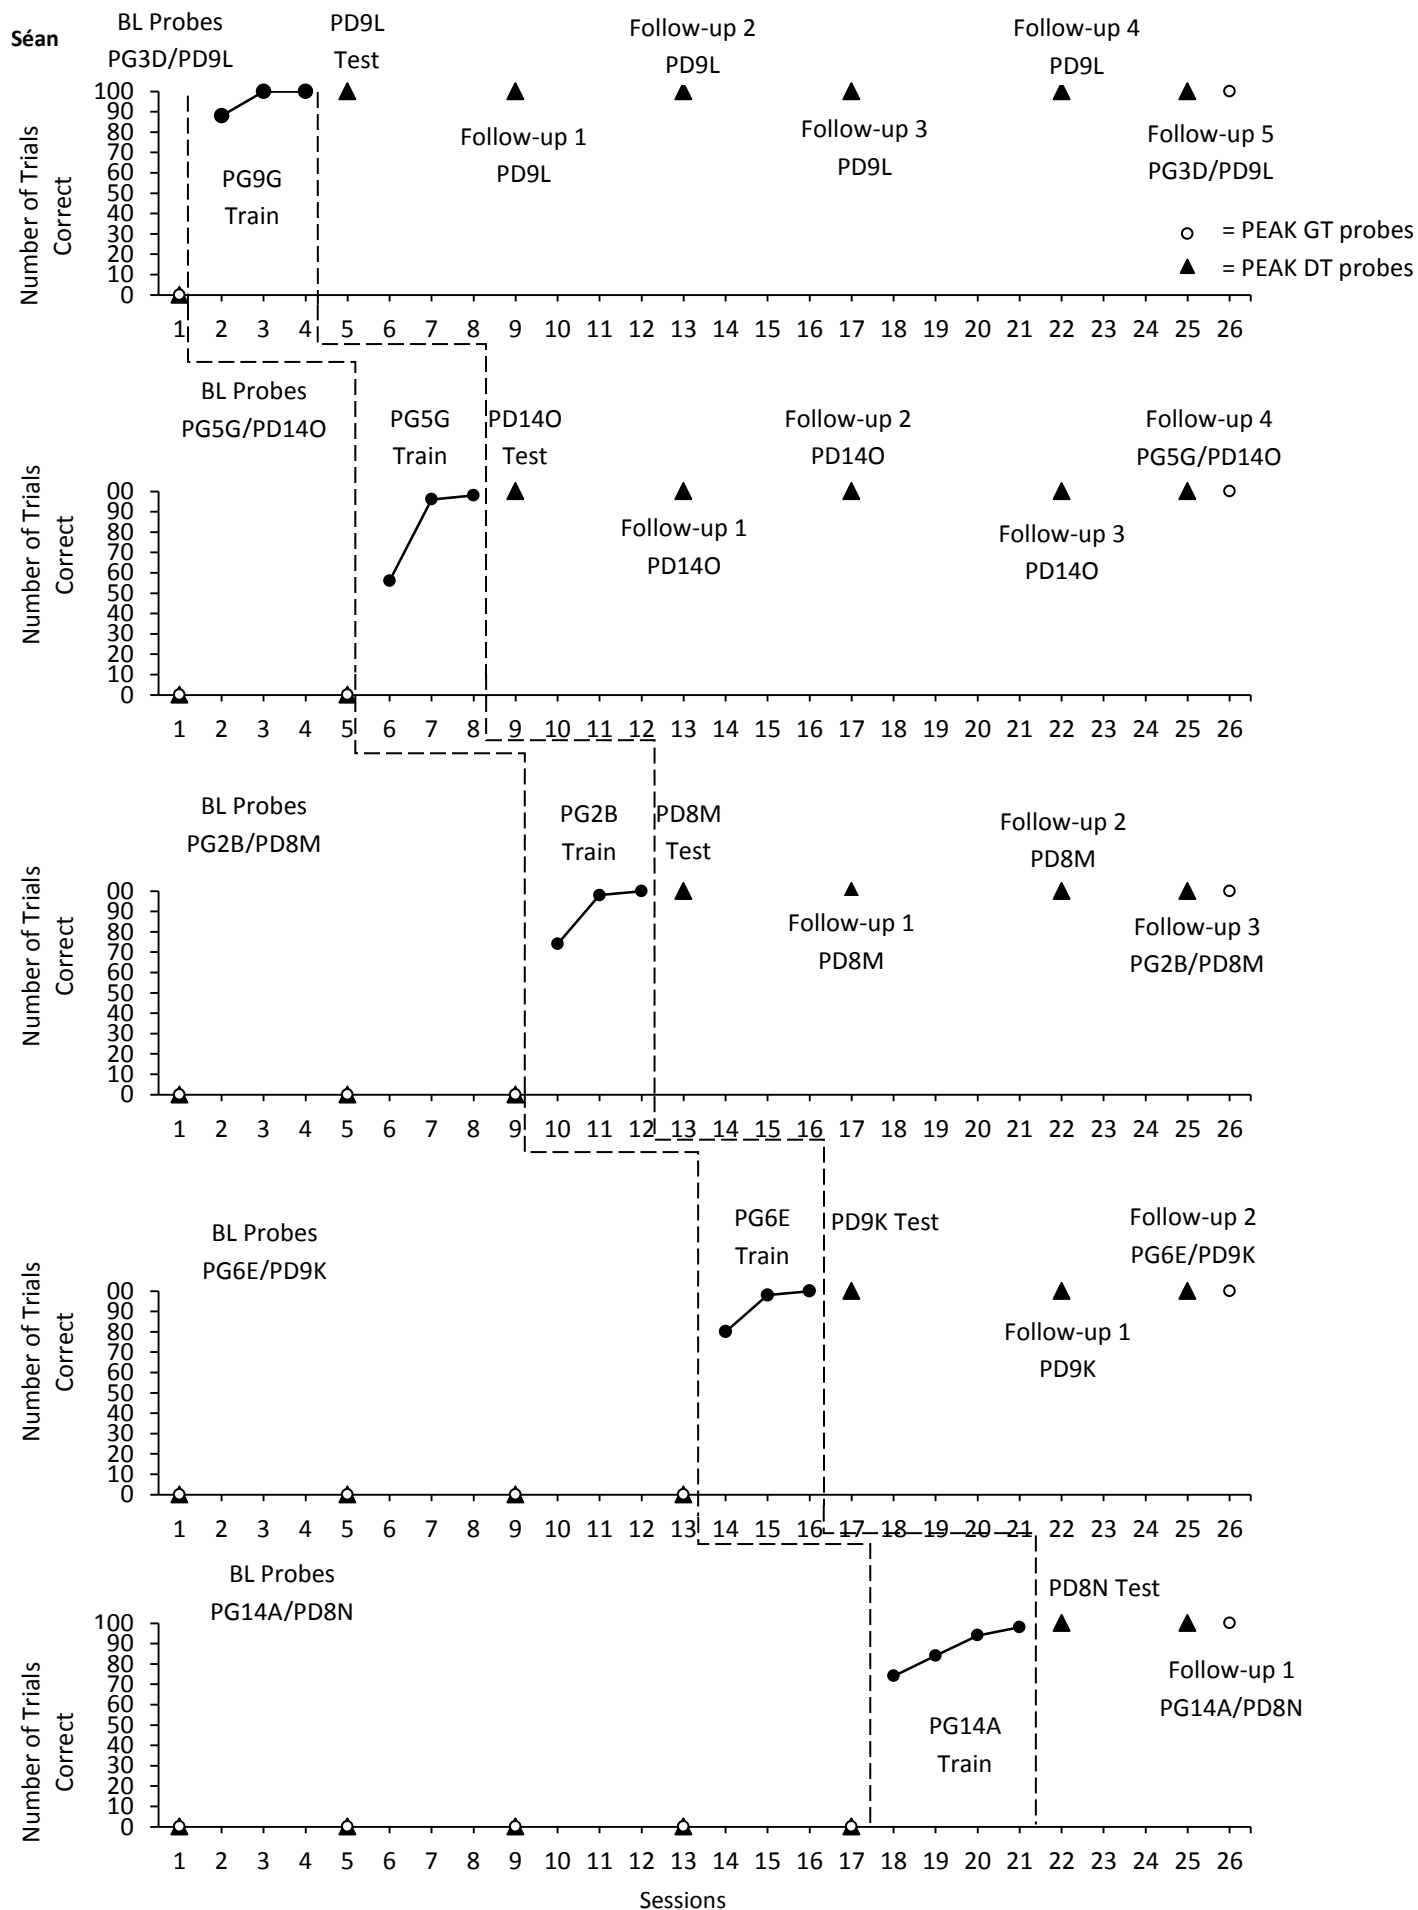 Séan
BL Probes
PG3D/PD9L
PD9L
Test
Follow-up 2
PD9L
Follow-up 4
PD9L
Follow-up 1
PD9L
Follow-up 3
PD9L
Follow-up 5
PG3D/PD9L
PG9G
Train
= PEAK GT probes
= PEAK DT probes
Number of Trials
Correct
100
90
80
70
60
50
40
30
20
10
0
1 2 3 4 5 6 7 8 9 10 11 12 13 14 15 16 17 18 19 20 21 22 23 24 25 26
BL Probes
PG5G/PD14O
PG5G
Train
PD14O
Test
Follow-up 2
PD14O
Follow-up 4
PG5G/PD14O
Follow-up 1
PD14O
Follow-up 3
PD14O
Number of Trials
Correct
00
90
80
70
60
50
40
30
20
10
0
1 2 3 4 5 6 7 8 9 10 11 12 13 14 15 16 17 18 19 20 21 22 23 24 25 26
BL Probes
PG2B/PD8M
PG2B
Train
PD8M
Test
Follow-up 2
PD8M
Follow-up 1
PD8M
Follow-up 3
PG2B/PD8M
Number of Trials
Correct
00
90
80
70
60
50
40
30
20
10
0
1 2 3 4 5 6 7 8 9 10 11 12 13 14 15 16 17 18 19 20 21 22 23 24 25 26
BL Probes
PG6E/PD9K
PG6E
Train
PD9K Test
Follow-up 2
PG6E/PD9K
Follow-up 1
PD9K
Number of Trials
Correct
00
90
80
70
60
50
40
30
20
10
0
1 2 3 4 5 6 7 8 9 10 11 12 13 14 15 16 17 18 19 20 21 22 23 24 25 26
BL Probes
PG14A/PD8N
PD8N Test
Follow-up 1
PG14A/PD8N
PG14A
Train
Number of Trials
Correct
100
90
80
70
60
50
40
30
20
10
0
1 2 3 4 5 6 7 8 9 10 11 12 13 14 15 16 17 18 19 20 21 22 23 24 25 26
Sessions